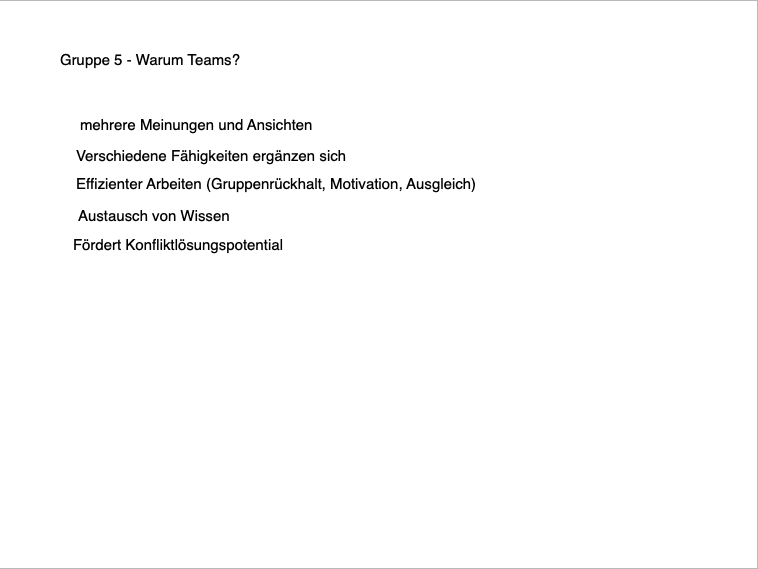 Gruppe 5 - Warum Teams?
mehrere Meinungen und Ansichten
Verschiedene Fähigkeiten ergänzen sich
Effizienter Arbeiten (Gruppenrückhalt, Motivation, Ausgleich)
Austausch von Wissen
Fördert Konfliktlösungspotential